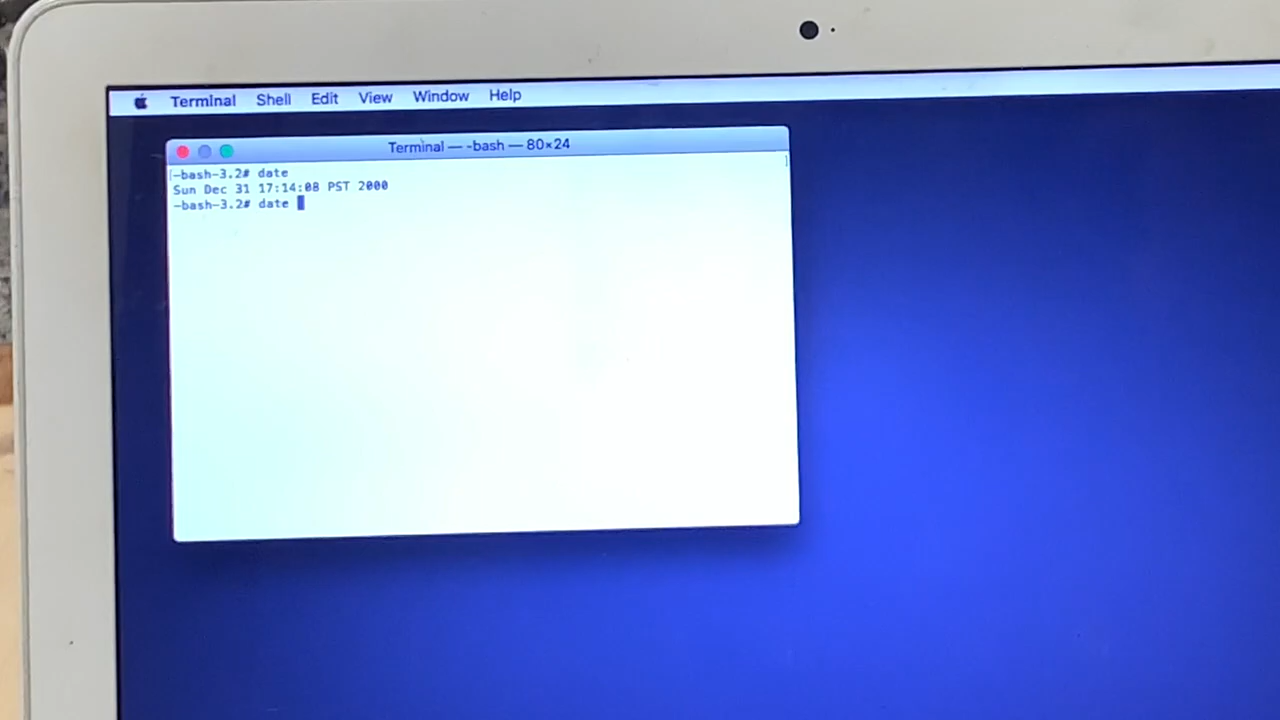 Terminal Shell Edit View Window Help
Terminal — -bash — 80×24
[-bash-3.2# date ]
Sun Dec 31 17:14:08 PST 2000
-bash-3.2# date